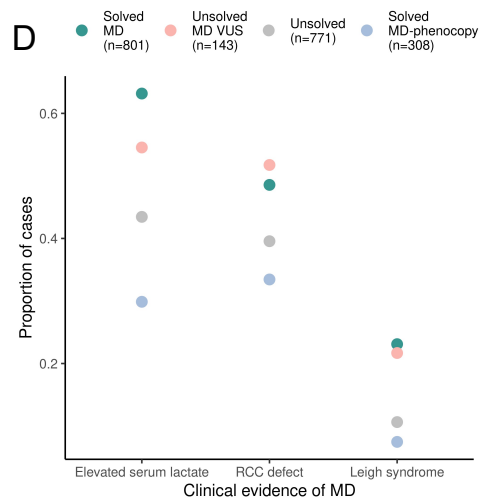 D
Solved
MD
(n=801)
Unsolved
MD VUS
(n=143)
Unsolved
(n=771)
Solved
MD-phenocopy
(n=308)
Proportion of cases
0.6
0.4
0.2
Elevated serum lactate
RCC defect
Leigh syndrome
Clinical evidence of MD